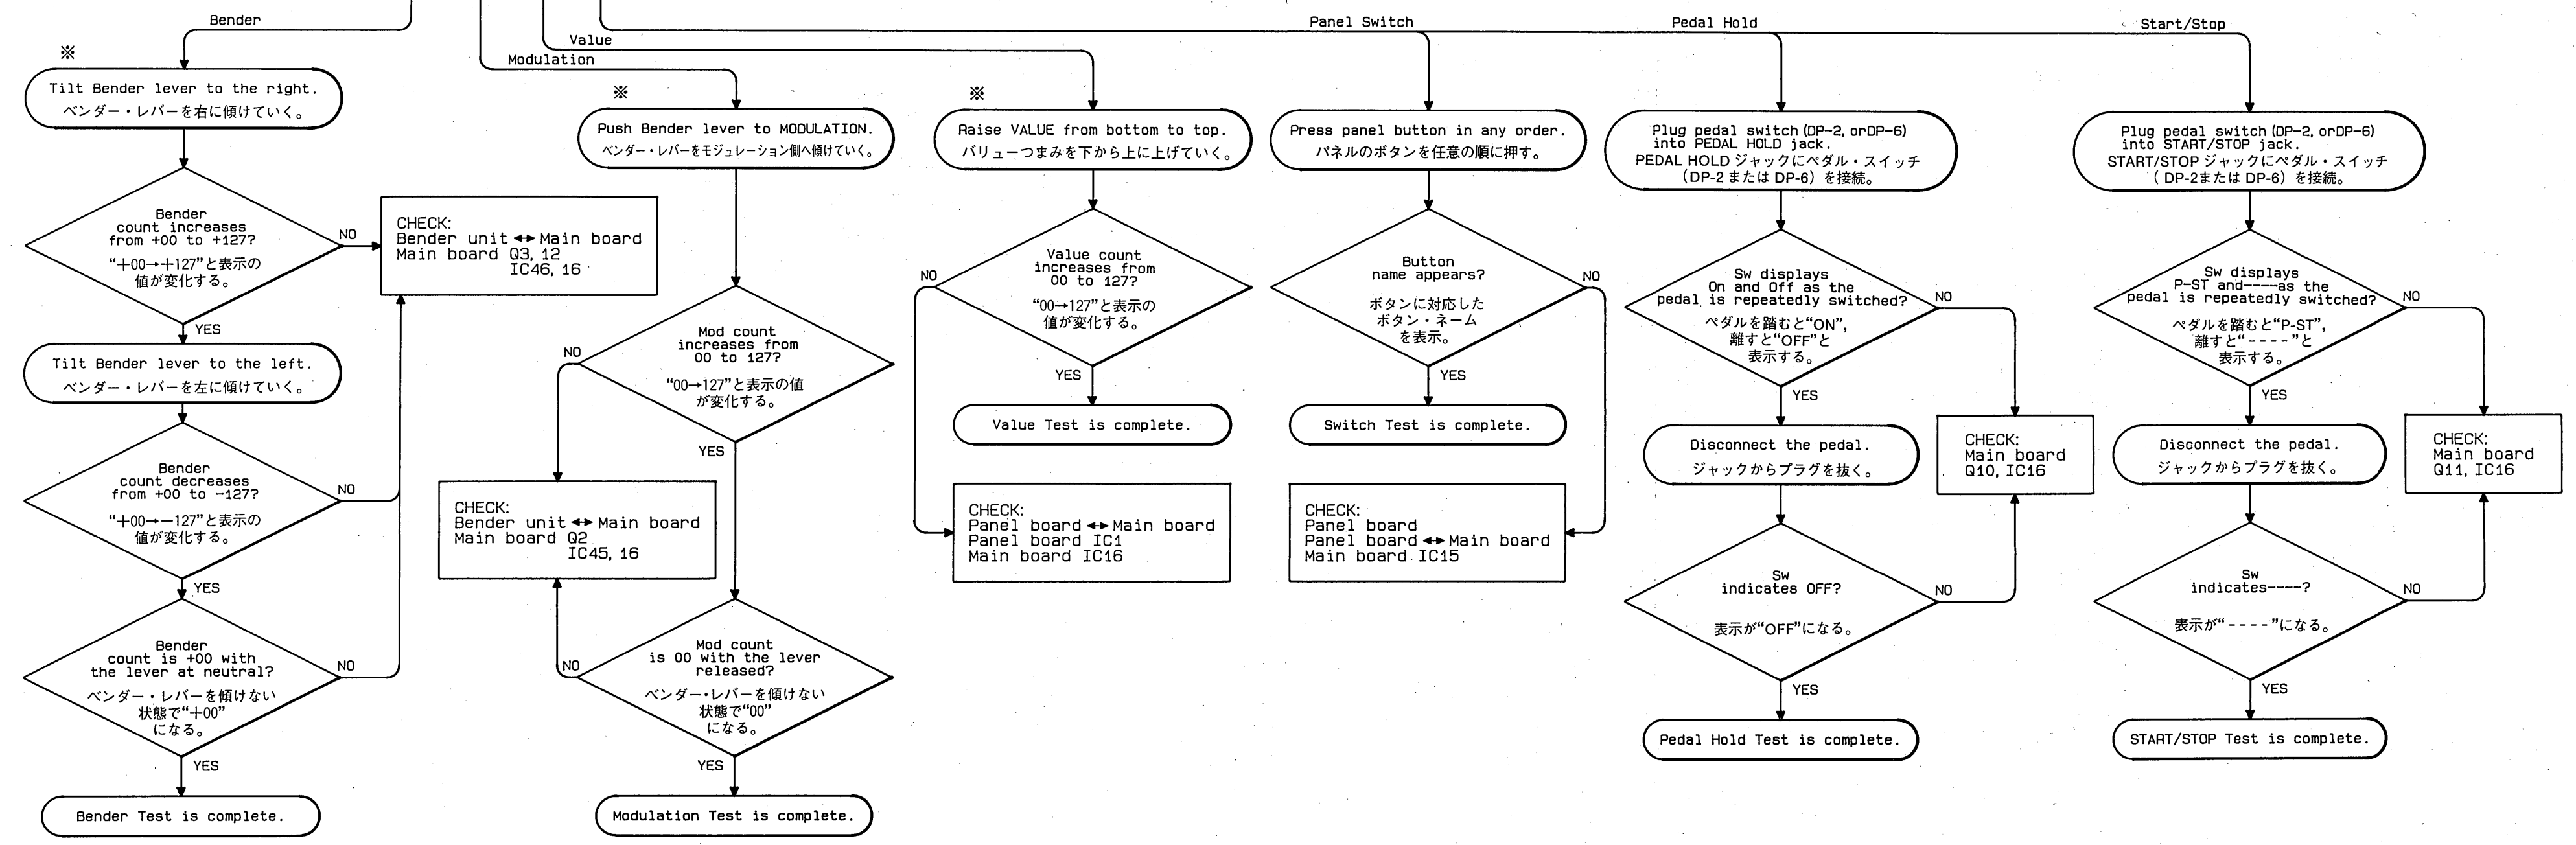 Bender
※
Tilt Bender lever to the right.
ベンダー・レバーを右に傾けていく。
Bender
count increases
from +00 to +127?
“＋00→＋127”と表示の
値が変化する。
NO
YES
CHECK:
Bender unit ↔ Main board
Main board Q3, 12
IC46, 16
Tilt Bender lever to the left.
ベンダー・レバーを左に傾けていく。
Bender
count decreases
from +00 to -127?
“＋00→－127”と表示の
値が変化する。
NO
YES
Bender
count is +00 with
the lever at neutral?
ベンダー・レバーを傾けない
状態で“＋00”
になる。
NO
YES
Bender Test is complete.
Modulation
※
Push Bender lever to MODULATION.
ベンダー・レバーをモジュレーション側へ傾けていく。
Mod count
increases from
00 to 127?
“00→127”と表示の値
が変化する。
NO
YES
CHECK:
Bender unit ↔ Main board
Main board Q2
IC45, 16
Mod count
is 00 with the lever
released?
ベンダー・レバーを傾けない
状態で“00”
になる。
NO
YES
Modulation Test is complete.
Value
※
Raise VALUE from bottom to top.
バリューつまみを下から上に上げていく。
Value count
increases from
00 to 127?
“00→127”と表示の
値が変化する。
NO
YES
Value Test is complete.
CHECK:
Panel board ↔ Main board
Panel board IC1
Main board IC16
Panel Switch
Press panel button in any order.
パネルのボタンを任意の順に押す。
Button
name appears?
ボタンに対応した
ボタン・ネーム
を表示。
NO
YES
Switch Test is complete.
CHECK:
Panel board
Panel board ↔ Main board
Main board IC15
Pedal Hold
Plug pedal switch (DP-2, orDP-6)
into PEDAL HOLD jack.
PEDAL HOLD ジャックにペダル・スイッチ
（DP-2 または DP-6）を接続。
Sw displays
On and Off as the
pedal is repeatedly switched?
ペダルを踏むと“ON”,
離すと“OFF”と
表示する。
NO
YES
Disconnect the pedal.
ジャックからプラグを抜く。
CHECK:
Main board
Q10, IC16
Sw
indicates OFF?
表示が“OFF”になる。
NO
YES
Pedal Hold Test is complete.
Start/Stop
Plug pedal switch (DP-2, orDP-6)
into START/STOP jack.
START/STOP ジャックにペダル・スイッチ
（ DP-2または DP-6）を接続。
Sw displays
P-ST and----as the
pedal is repeatedly switched?
ペダルを踏むと“P-ST”,
離すと“ - - - - ”と
表示する。
NO
YES
Disconnect the pedal.
ジャックからプラグを抜く。
CHECK:
Main board
Q11, IC16
Sw
indicates----?
表示が“ - - - - ”になる。
NO
YES
START/STOP Test is complete.